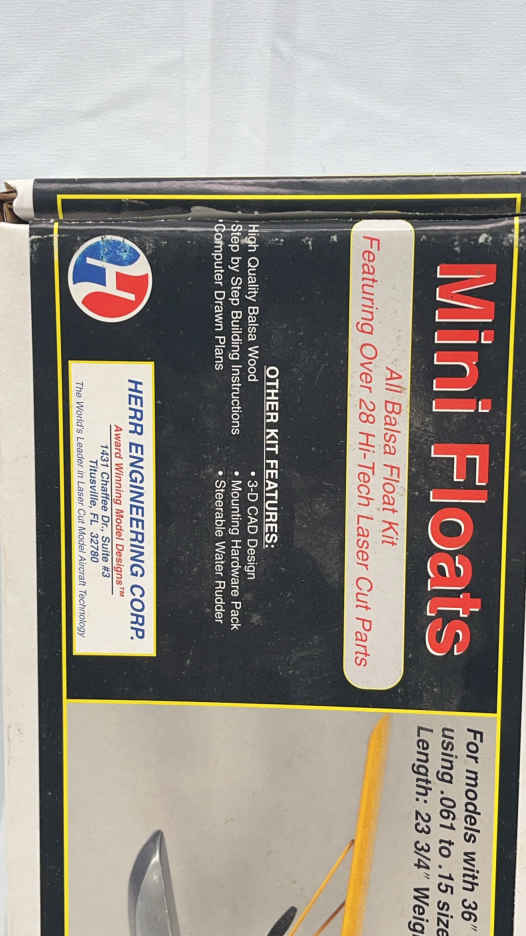 Mini Floats
All Balsa Float Kit
Featuring Over 28 Hi-Tech Laser Cut Parts
OTHER KIT FEATURES:
High Quality Balsa Wood
• Step by Step Building Instructions
• Computer Drawn Plans
• 3-D CAD Design
• Mounting Hardware Pack
• Steerable Water Rudder
H
HERR ENGINEERING CORP.
Award Winning Model Designs™
1431 Chaffee Dr., Suite #3
Titusville, FL 32780
The World's Leader in Laser Cut Model Aircraft Technology
For models with 36"
using .061 to .15 size
Length: 23 3/4"